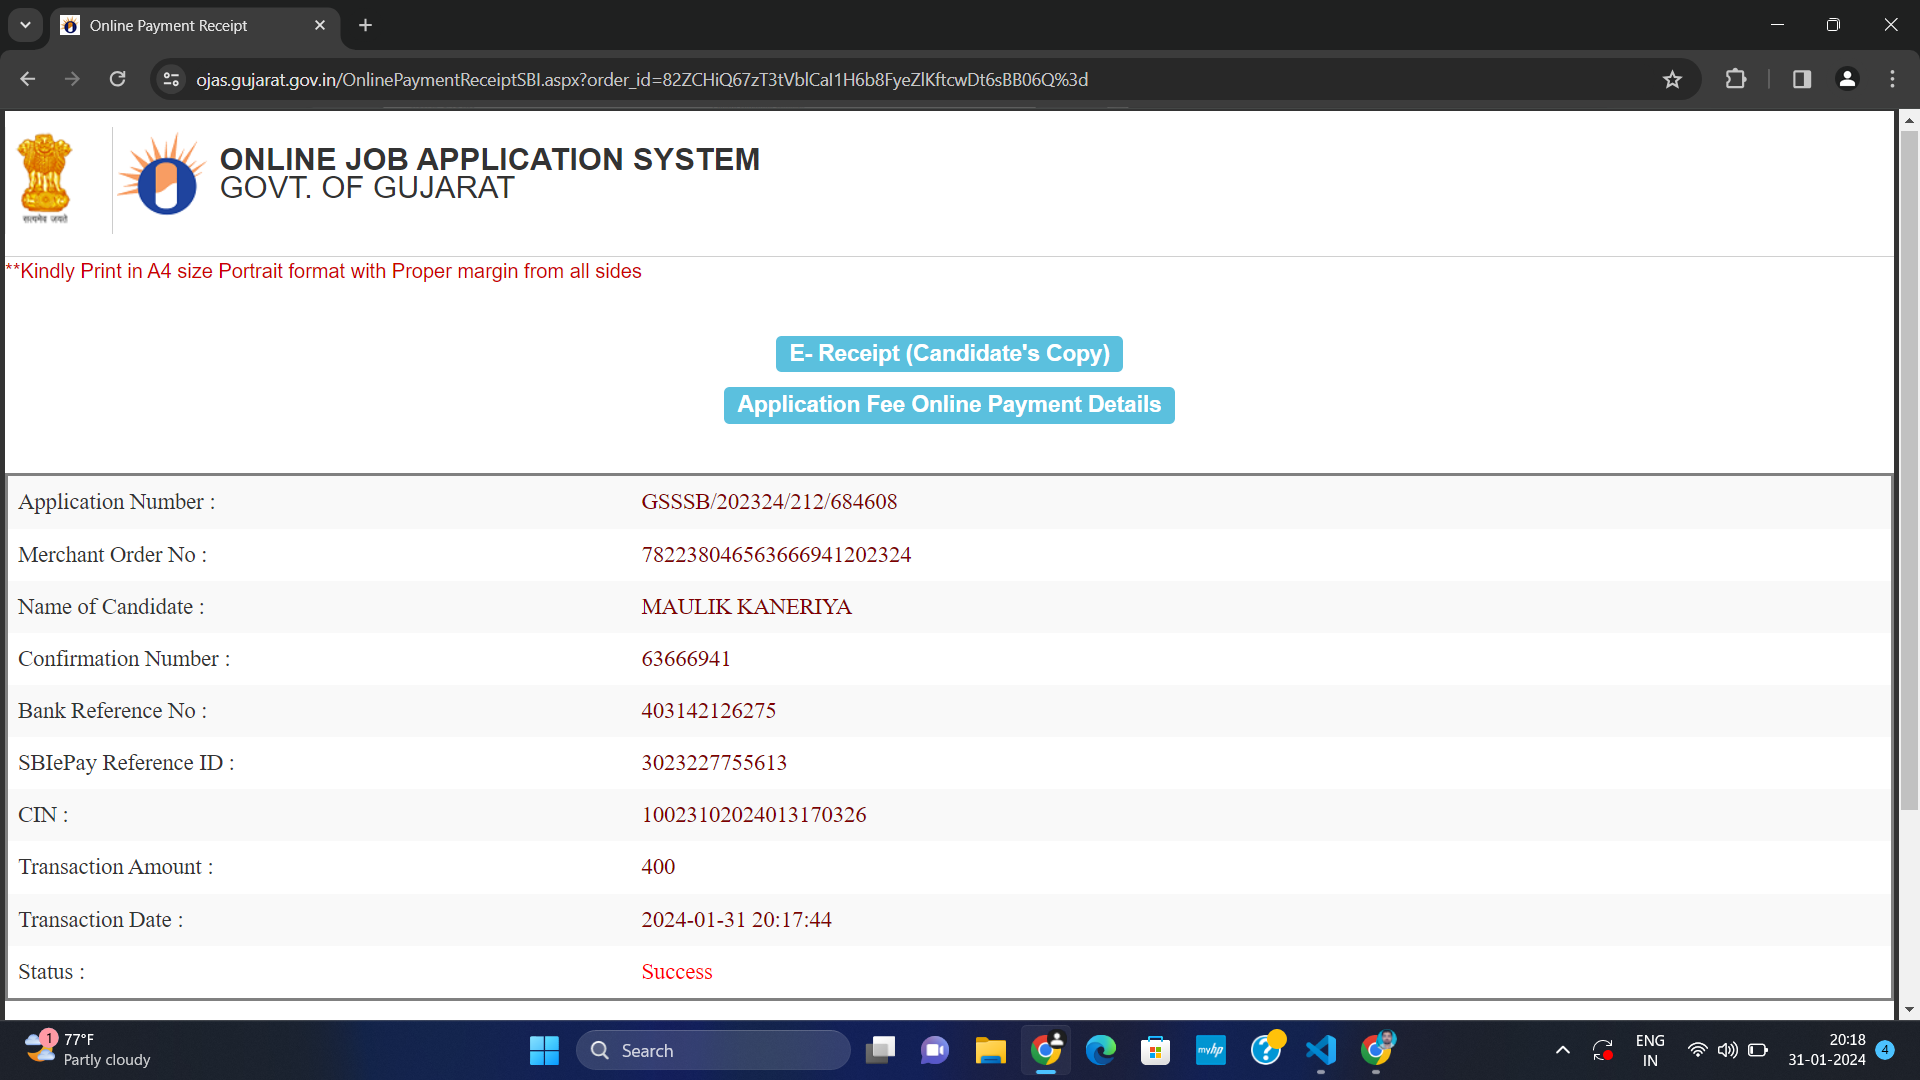 Online Payment Receipt
ojas.gujarat.gov.in/OnlinePaymentReceiptSBI.aspx?order_id=82ZCHiQ67zT3tVblCaI1H6b8FyeZlKftcwDt6sBB06Q%3d
सत्यमेव जयते
ONLINE JOB APPLICATION SYSTEM
GOVT. OF GUJARAT
**Kindly Print in A4 size Portrait format with Proper margin from all sides
E- Receipt (Candidate's Copy)
Application Fee Online Payment Details
Application Number : GSSSB/202324/212/684608
Merchant Order No : 782238046563666941202324
Name of Candidate : MAULIK KANERIYA
Confirmation Number : 63666941
Bank Reference No : 403142126275
SBIePay Reference ID : 3023227755613
CIN : 10023102024013170326
Transaction Amount : 400
Transaction Date : 2024-01-31 20:17:44
Status : Success
1
77°F
Partly cloudy
Search
myhp
ENG
IN
20:18
31-01-2024
4